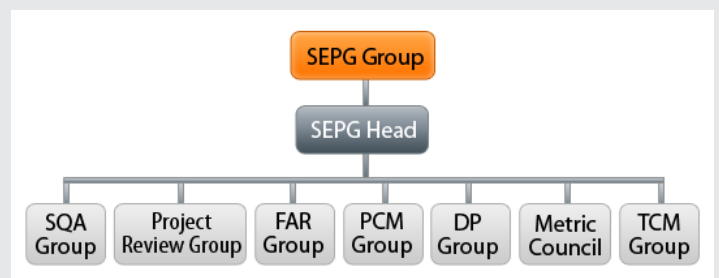 SEPG Group
SEPG Head
SQA
Group
Project
Review Group
FAR
Group
PCM
Group
DP
Group
Metric
Council
TCM
Group